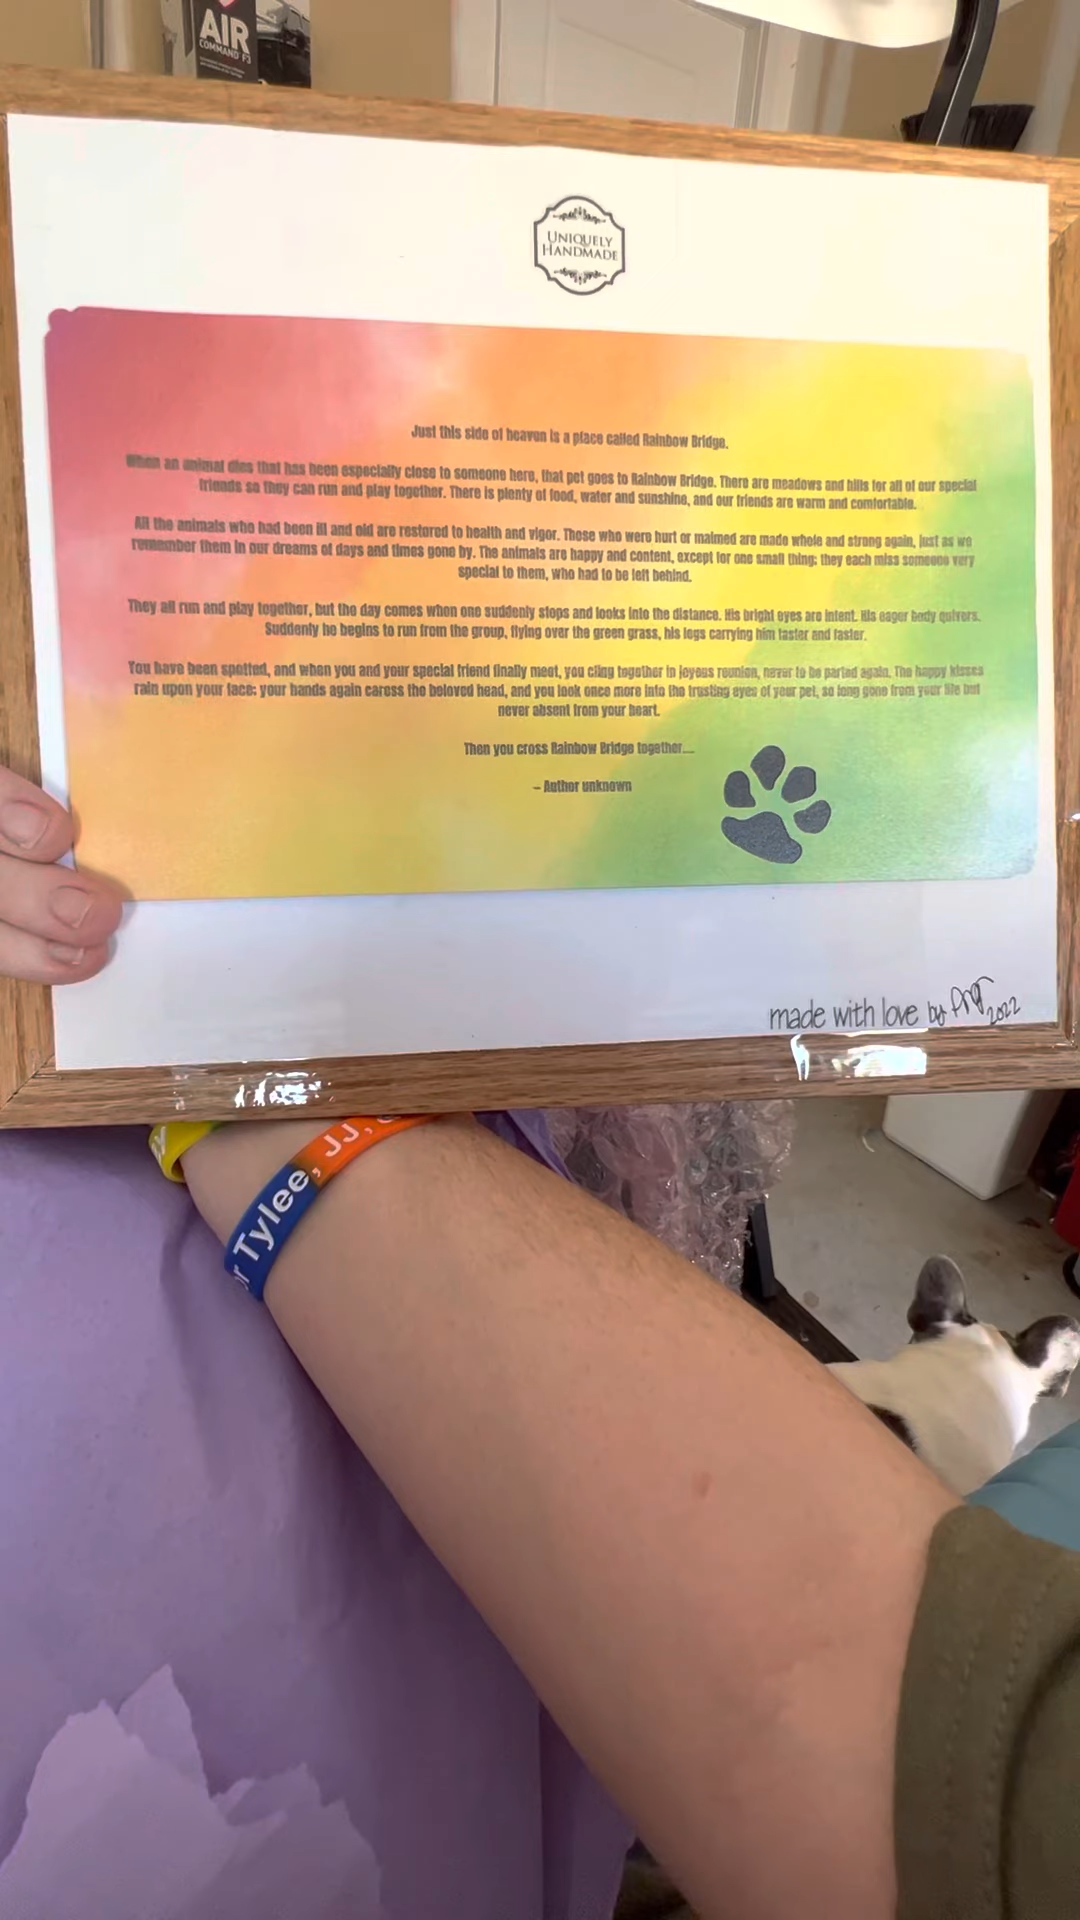 AIR
COMMAND F3
UNIQUELY
HANDMADE
Just this side of heaven is a place called Rainbow Bridge.
When an animal dies that has been especially close to someone here, that pet goes to Rainbow Bridge. There are meadows and hills for all of our special
friends so they can run and play together. There is plenty of food, water and sunshine, and our friends are warm and comfortable.
All the animals who had been ill and old are restored to health and vigor. Those who were hurt or maimed are made whole and strong again, just as we
remember them in our dreams of days and times gone by. The animals are happy and content, except for one small thing; they each miss someone very
special to them, who had to be left behind.
They all run and play together, but the day comes when one suddenly stops and looks into the distance. His bright eyes are intent. His eager body quivers.
Suddenly he begins to run from the group, flying over the green grass, his legs carrying him faster and faster.
You have been spotted, and when you and your special friend finally meet, you cling together in joyous reunion, never to be parted again. The happy kisses
rain upon your face; your hands again caress the beloved head, and you look once more into the trusting eyes of your pet, so long gone from your life but
never absent from your heart.
Then you cross Rainbow Bridge together....
– Author unknown
made with love by
2022
Tylee, JJ,